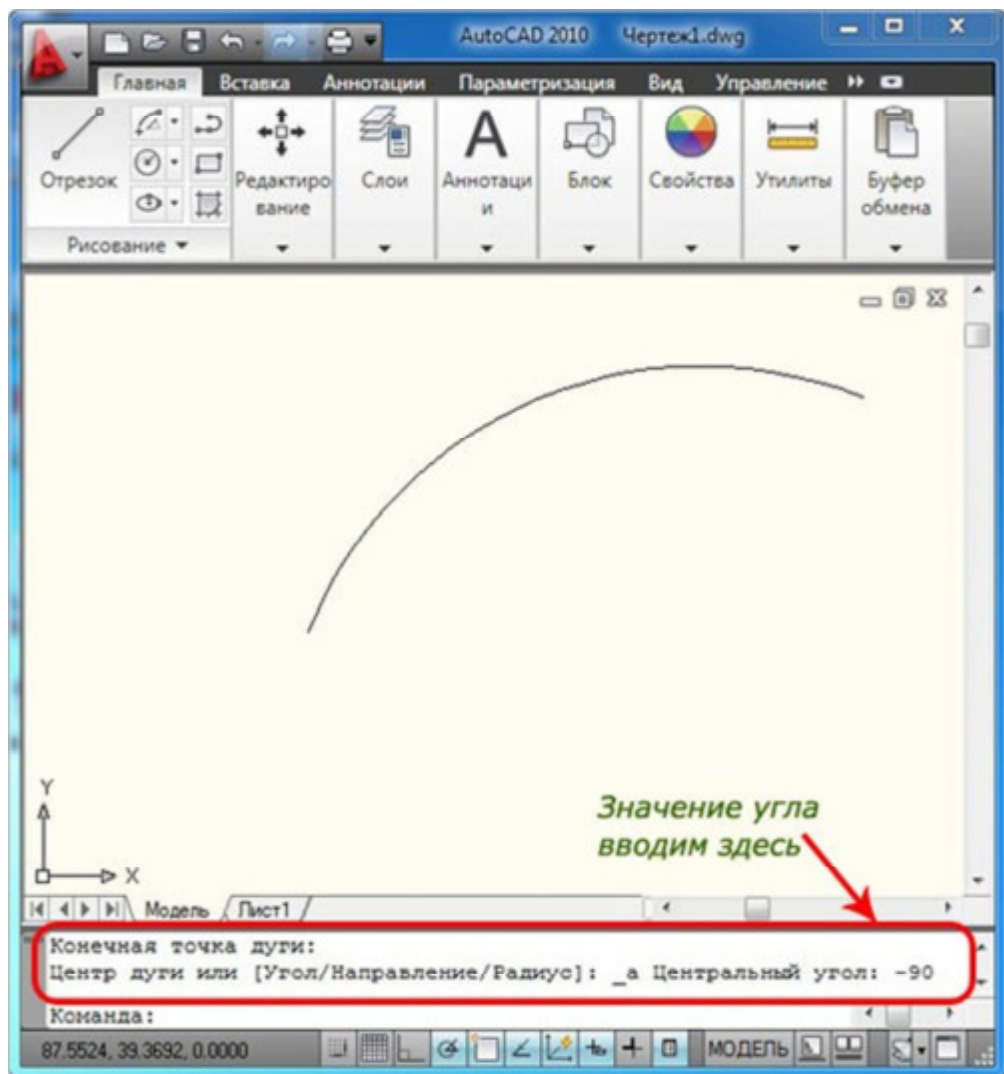 AutoCAD 2010 Чертеж1.dwg
Главная Вставка Аннотации Параметризация Вид Управление
Отрезок
Редактиро
вание
Слои
Аннотаци
и
Блок
Свойства
Утилиты
Буфер
обмена
Рисование
Y
X
Значение угла
вводим здесь
Модель Лист1
Конечная точка дуги:
Центр дуги или [Угол/Направление/Радиус]: _a Центральный угол: -90
Команда:
87.5524, 39.3692, 0.0000 МОДЕЛЬ